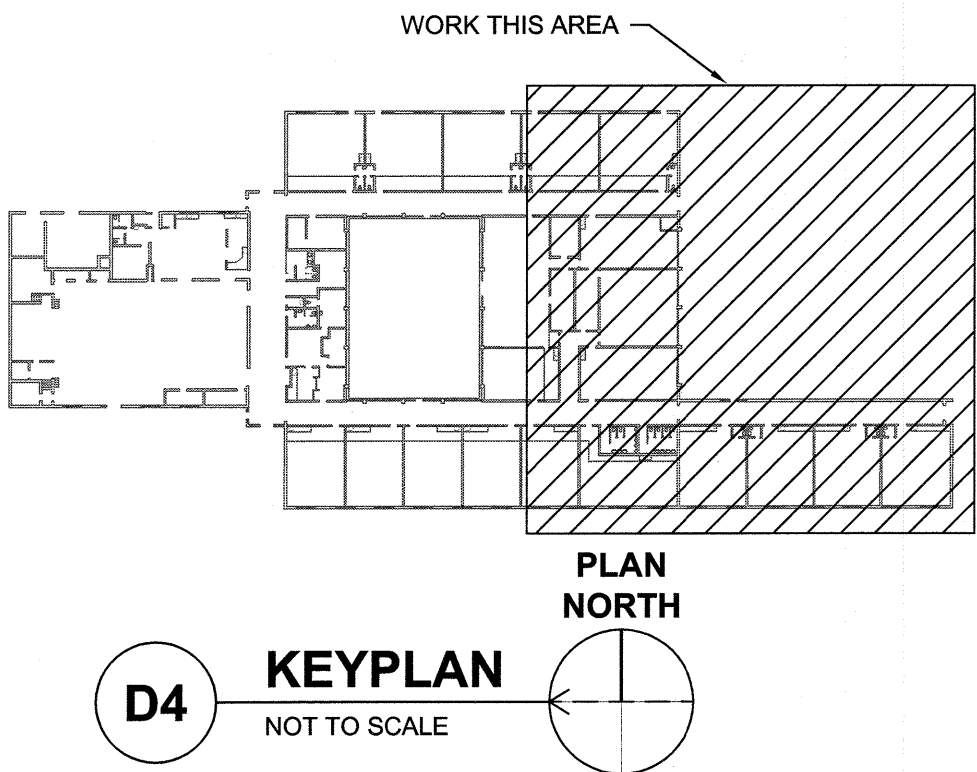 WORK THIS AREA
PLAN
NORTH
D4
KEYPLAN
NOT TO SCALE